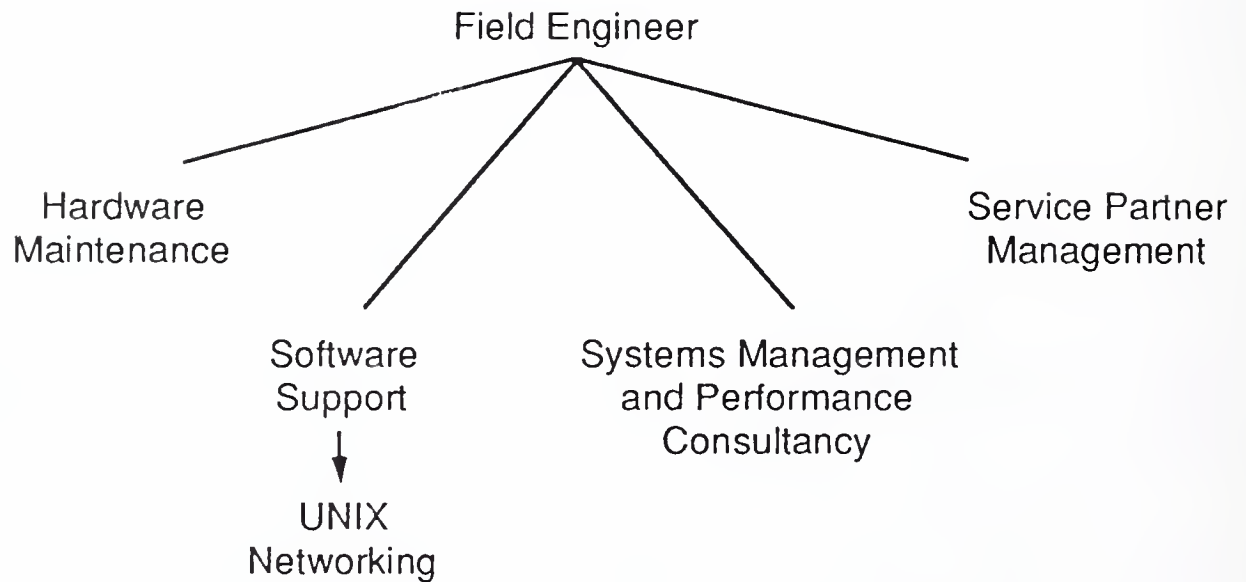 Field Engineer
Hardware
Maintenance
Service Partner
Management
Software
Support
Systems Management
and Performance
Consultancy
UNIX
Networking